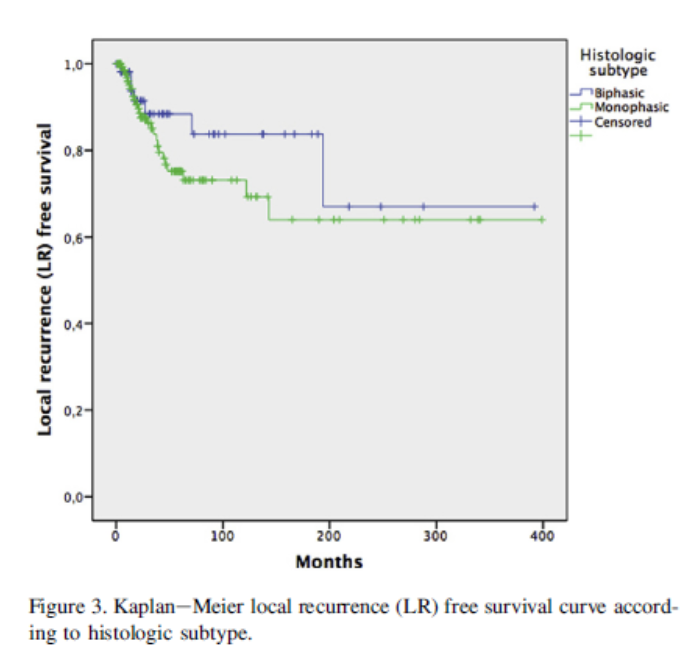 Histologic
subtype
Biphasic
Monophasic
Censored
Local recurrence (LR) free survival
1,0
0,8
0,6
0,4
0,2
0,0
0 100 200 300 400
Months
Figure 3. Kaplan−Meier local recurrence (LR) free survival curve accord-
ing to histologic subtype.